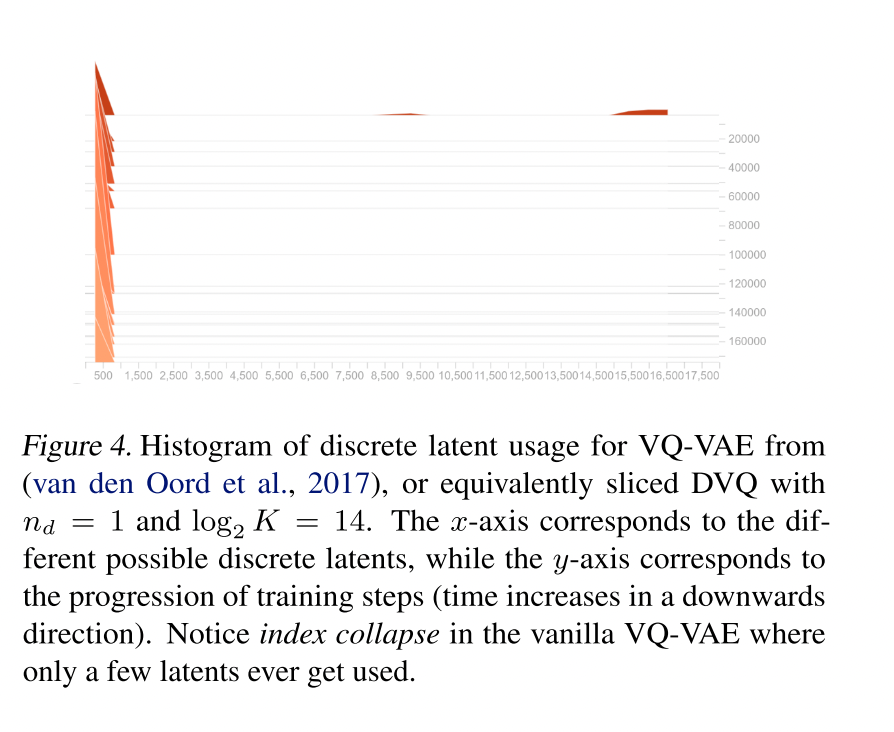 20000
40000
60000
80000
100000
120000
140000
160000
500 1,500 2,500 3,500 4,500 5,500 6,500 7,500 8,500 9,500 10,500 11,500 12,500 13,500 14,500 15,500 16,500 17,500
Figure 4. Histogram of discrete latent usage for VQ-VAE from
(van den Oord et al., 2017), or equivalently sliced DVQ with
n_d = 1 and log₂ K = 14. The x-axis corresponds to the dif-
ferent possible discrete latents, while the y-axis corresponds to
the progression of training steps (time increases in a downwards
direction). Notice index collapse in the vanilla VQ-VAE where
only a few latents ever get used.